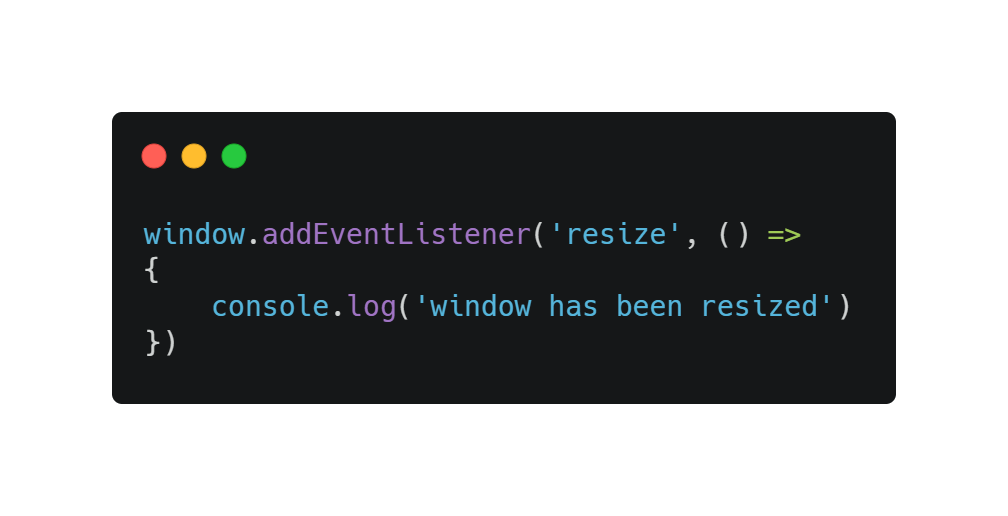 window.addEventListener('resize', () =>
{
    console.log('window has been resized')
})